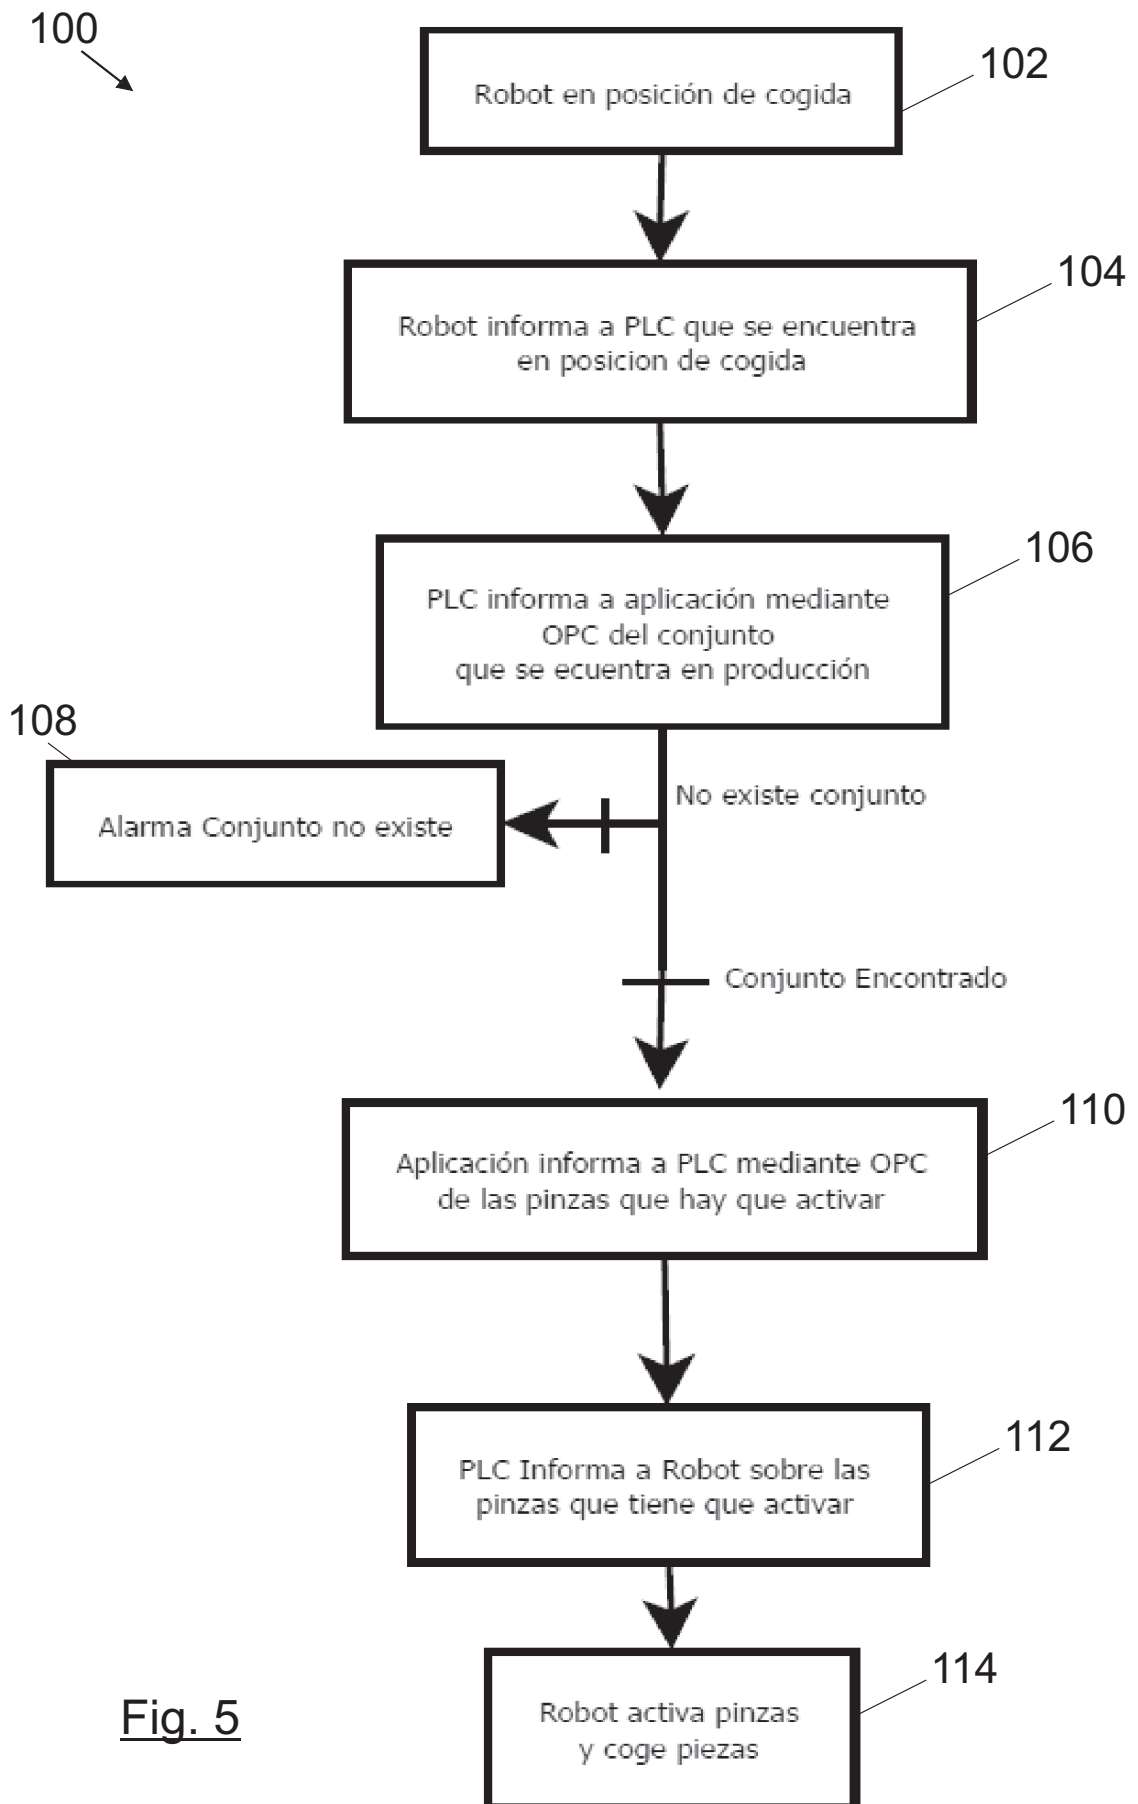 100
Robot en posición de cogida
102
Robot informa a PLC que se encuentra
en posicion de cogida
104
PLC informa a aplicación mediante
OPC del conjunto
que se ecuentra en producción
106
108
Alarma Conjunto no existe
No existe conjunto
Conjunto Encontrado
Aplicación informa a PLC mediante OPC
de las pinzas que hay que activar
110
PLC Informa a Robot sobre las
pinzas que tiene que activar
112
Robot activa pinzas
y coge piezas
114
Fig. 5